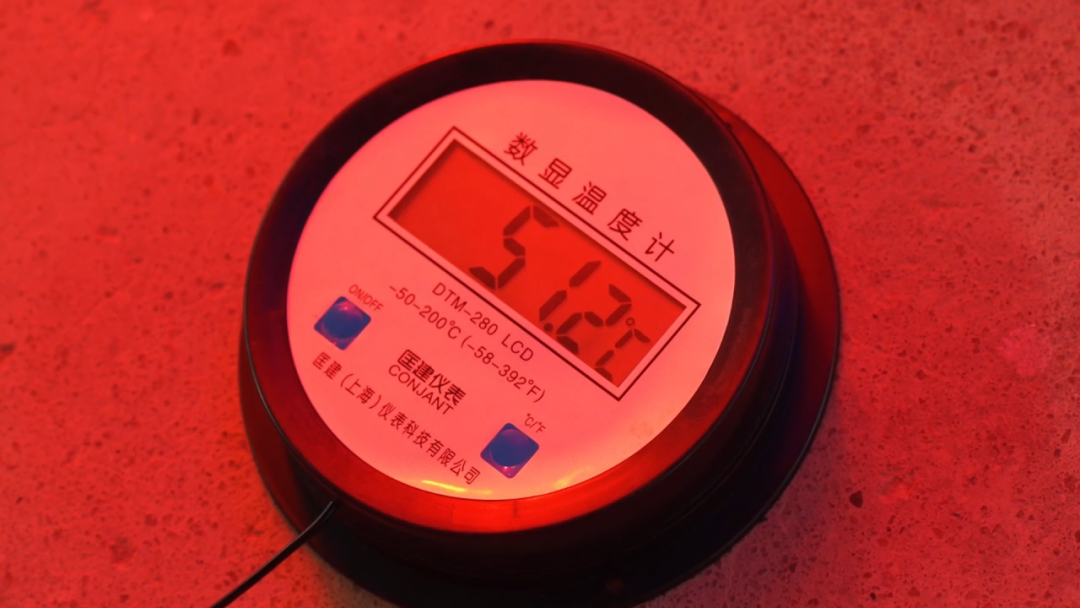 数显温度计
51.2℃
DTM-280 LCD
-50-200℃ (-58-392℉)
ON/OFF
匡建仪表
CONJANT
℃/℉
匡建(上海)仪表科技有限公司